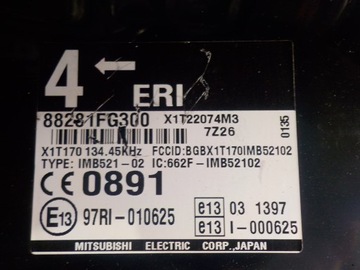 4 ← ERI
88281FG300 X1T22074M3
7Z26
0135
X1T170 134.45KHz FCCID:BGBX1T170IMB52102
TYPE: IMB521-02 IC:662F-IMB52102
CE 0891
E13 97RI-010625
e13 03 1397
e13 I-000625
MITSUBISHI ELECTRIC CORP.,JAPAN